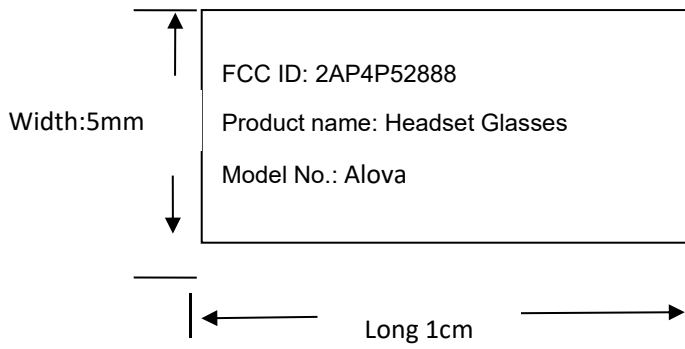 FCC ID: 2AP4P52888
Width:5mm
Product name: Headset Glasses
Model No.: Alova
Long 1cm